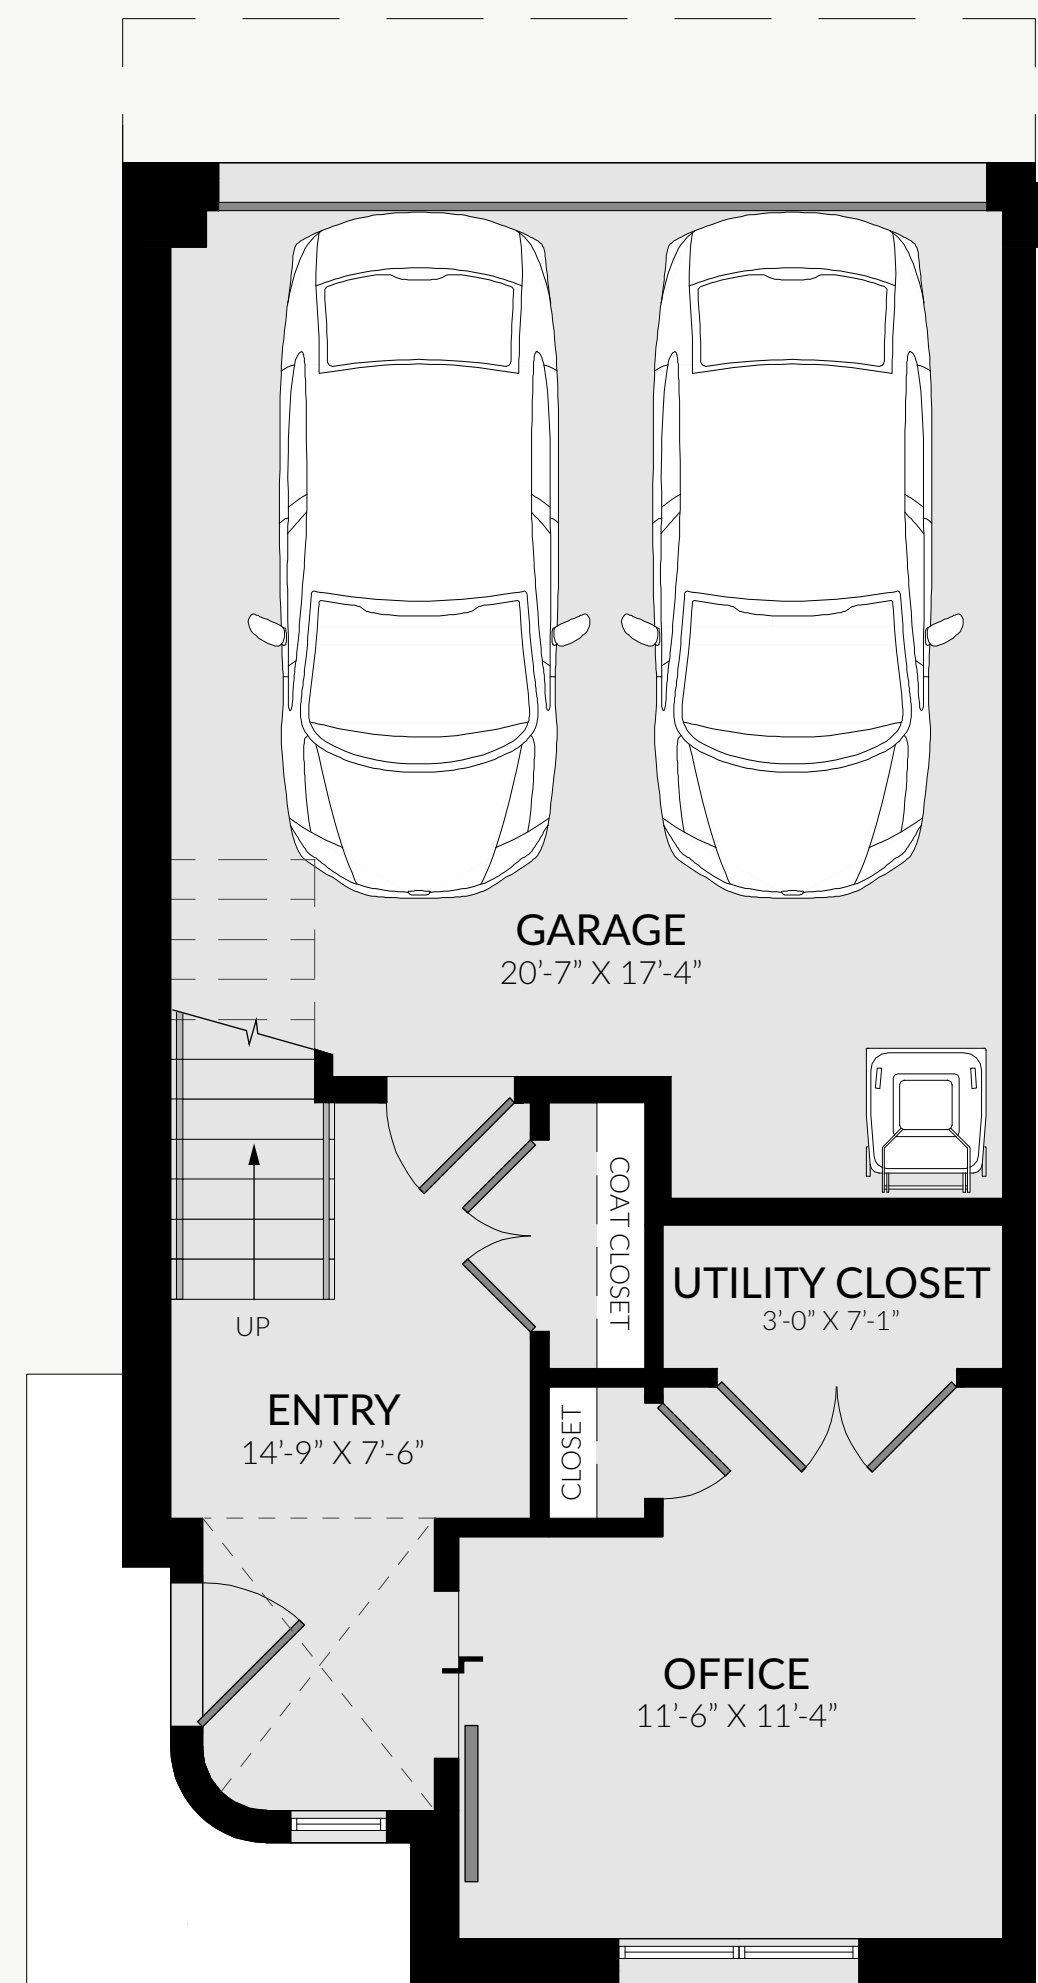 GARAGE
20’-7” X 17’-4”
COAT CLOSET
UTILITY CLOSET
3’-0” X 7’-1”
UP
ENTRY
14’-9” X 7’-6”
CLOSET
OFFICE
11’-6” X 11’-4”